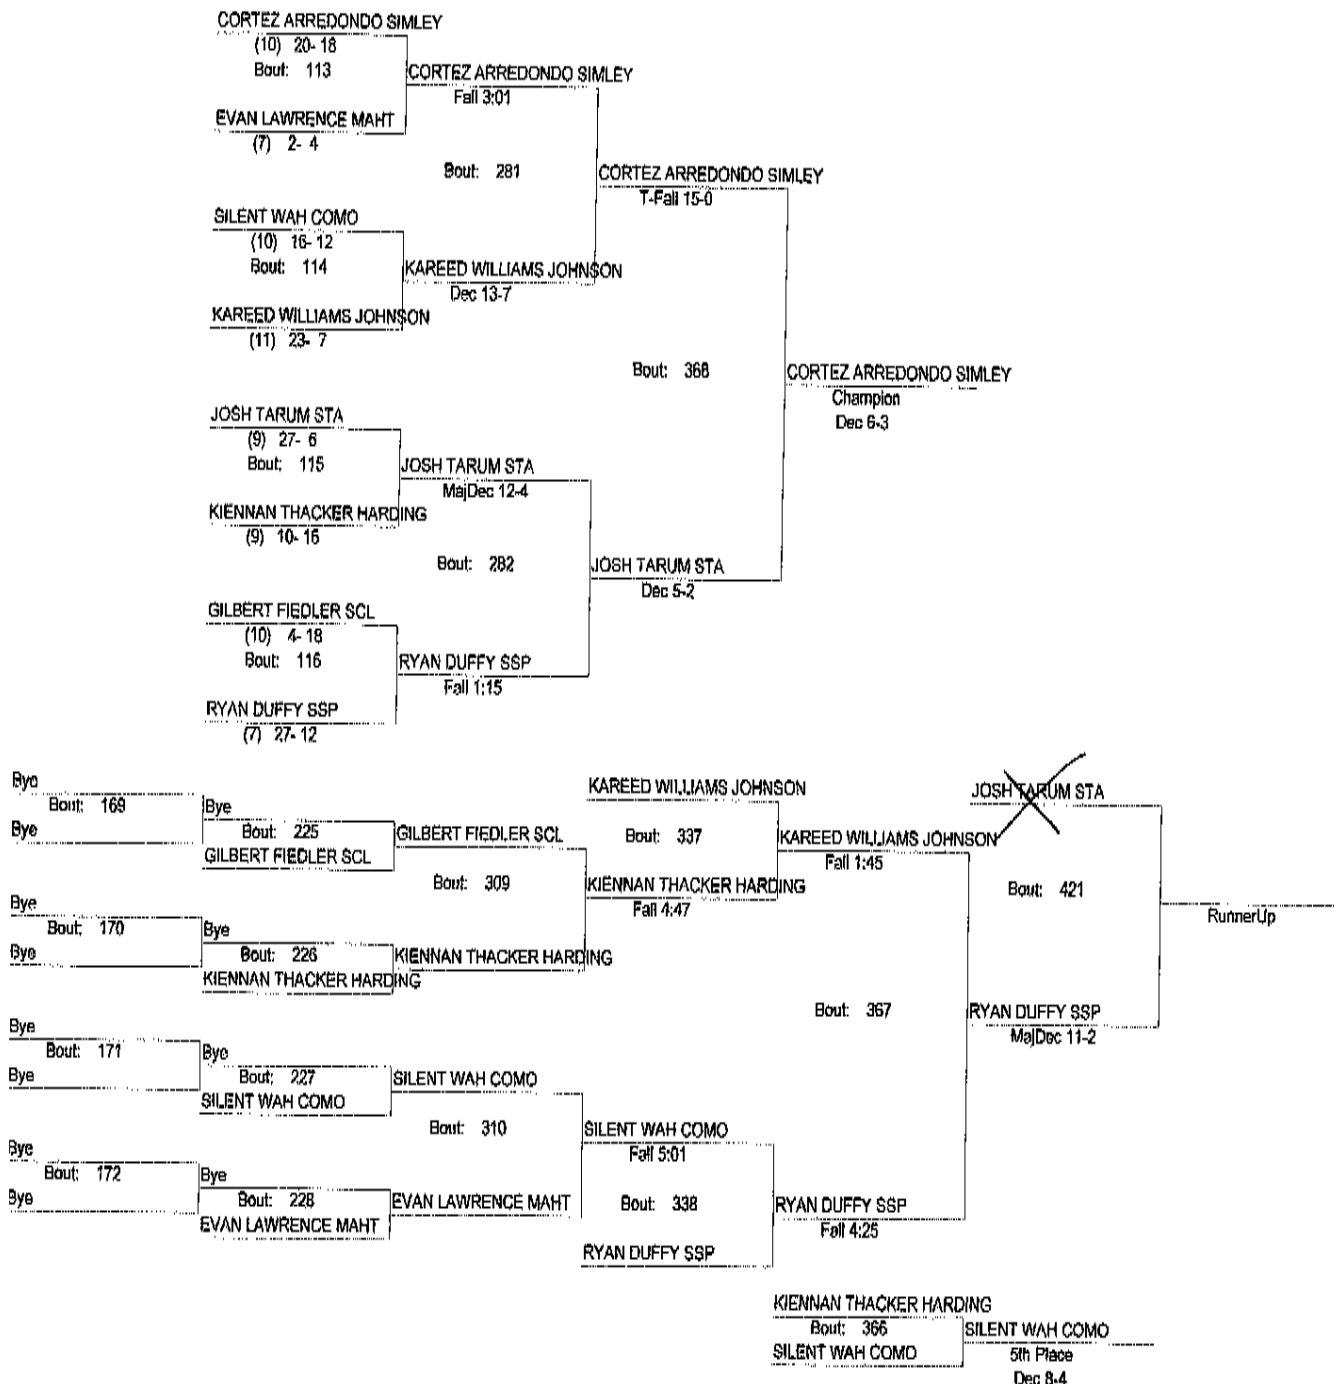 CORTEZ ARREDONDO SIMLEY
(10) 20- 18
Bout: 113
CORTEZ ARREDONDO SIMLEY
Fall 3:01
EVAN LAWRENCE MAHT
(7) 2- 4
Bout: 281
CORTEZ ARREDONDO SIMLEY
T-Fall 15-0
SILENT WAH COMO
(10) 16- 12
Bout: 114
KAREED WILLIAMS JOHNSON
Dec 13-7
KAREED WILLIAMS JOHNSON
(11) 23- 7
Bout: 368
CORTEZ ARREDONDO SIMLEY
Champion
Dec 6-3
JOSH TARUM STA
(9) 27- 6
Bout: 115
JOSH TARUM STA
MajDec 12-4
KIENNAN THACKER HARDING
(9) 10- 15
Bout: 282
JOSH TARUM STA
Dec 5-2
GILBERT FIEDLER SCL
(10) 4- 18
Bout: 116
RYAN DUFFY SSP
Fall 1:15
RYAN DUFFY SSP
(7) 27- 12
Bye
Bout: 169
Bye
Bye
Bout: 225
GILBERT FIEDLER SCL
GILBERT FIEDLER SCL
KAREED WILLIAMS JOHNSON
Bout: 337
KAREED WILLIAMS JOHNSON
Fall 1:45
JOSH TARUM STA
Bout: 309
KIENNAN THACKER HARDING
Fall 4:47
Bout: 421
RunnerUp
Bye
Bout: 170
Bye
Bye
Bout: 226
KIENNAN THACKER HARDING
KIENNAN THACKER HARDING
Bout: 367
RYAN DUFFY SSP
MajDec 11-2
Bye
Bout: 171
Bye
Bye
Bout: 227
SILENT WAH COMO
SILENT WAH COMO
Bout: 310
SILENT WAH COMO
Fall 5:01
Bye
Bout: 172
Bye
Bye
Bout: 228
EVAN LAWRENCE MAHT
EVAN LAWRENCE MAHT
Bout: 338
RYAN DUFFY SSP
Fall 4:25
RYAN DUFFY SSP
KIENNAN THACKER HARDING
Bout: 366
SILENT WAH COMO
SILENT WAH COMO
5th Place
Dec 8-4